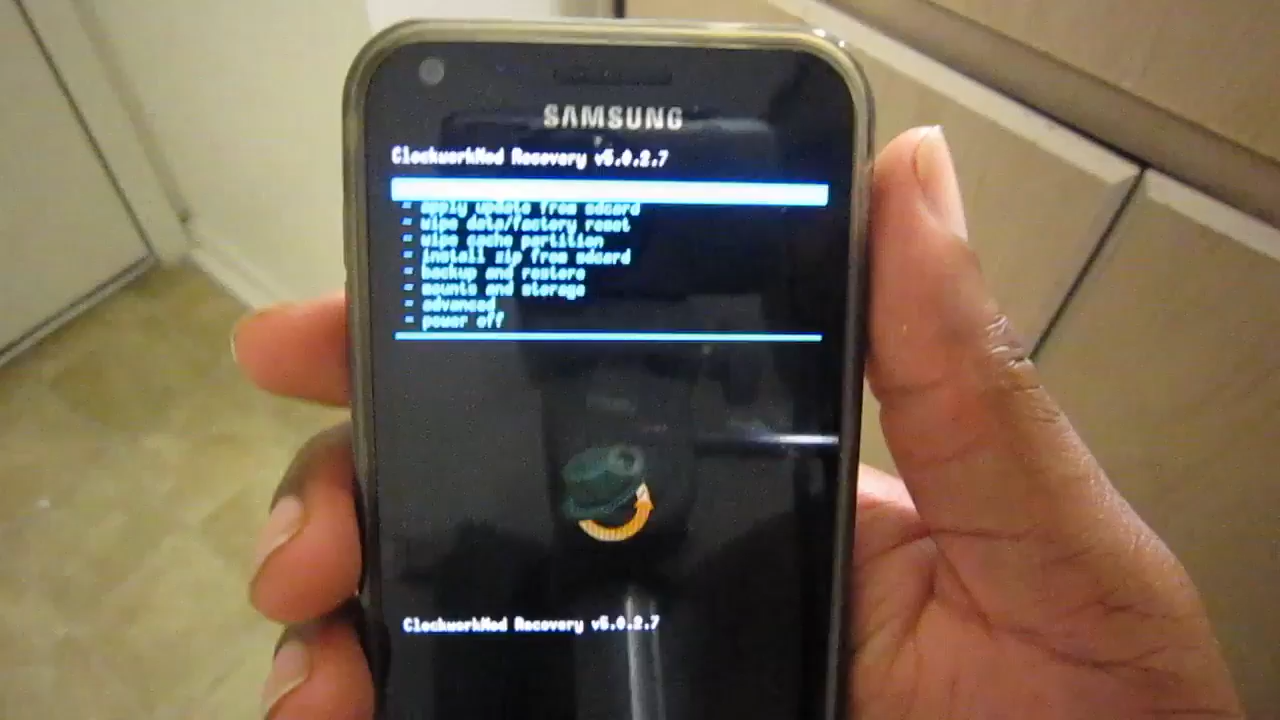 SAMSUNG
ClockworkMod Recovery v5.0.2.7
- apply update from sdcard
- wipe data/factory reset
- wipe cache partition
- install zip from sdcard
- backup and restore
- mounts and storage
- advanced
- power off
ClockworkMod Recovery v5.0.2.7